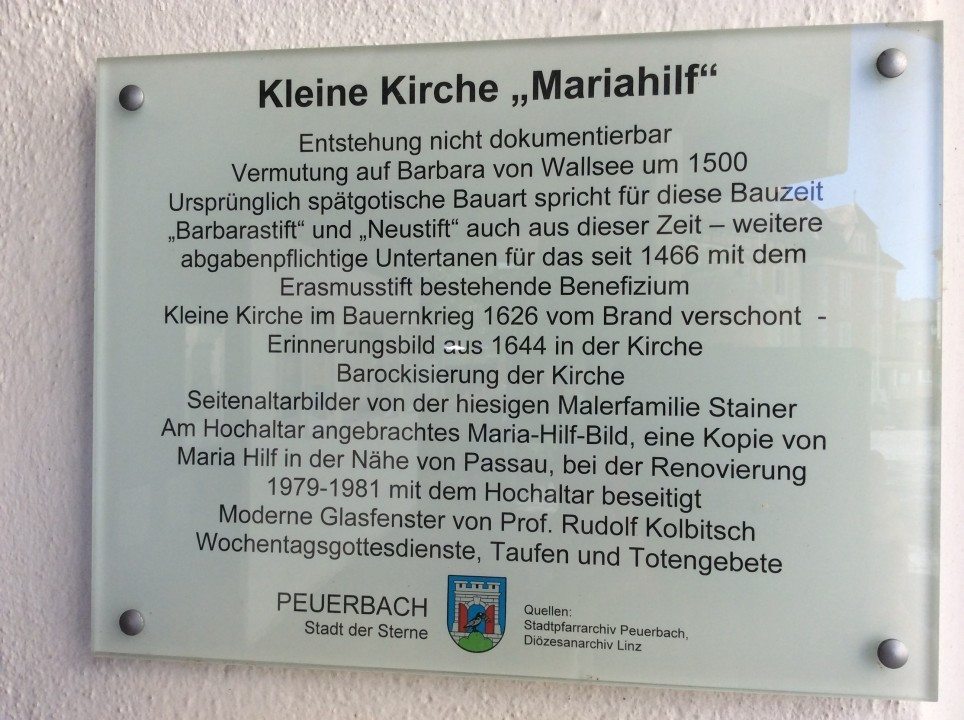 Kleine Kirche „Mariahilf“
Entstehung nicht dokumentierbar
Vermutung auf Barbara von Wallsee um 1500
Ursprünglich spätgotische Bauart spricht für diese Bauzeit
„Barbarastift“ und „Neustift“ auch aus dieser Zeit – weitere
abgabenpflichtige Untertanen für das seit 1466 mit dem
Erasmusstift bestehende Benefizium
Kleine Kirche im Bauernkrieg 1626 vom Brand verschont -
Erinnerungsbild aus 1644 in der Kirche
Barockisierung der Kirche
Seitenaltarbilder von der hiesigen Malerfamilie Stainer
Am Hochaltar angebrachtes Maria-Hilf-Bild, eine Kopie von
Maria Hilf in der Nähe von Passau, bei der Renovierung
1979-1981 mit dem Hochaltar beseitigt
Moderne Glasfenster von Prof. Rudolf Kolbitsch
Wochentagsgottesdienste, Taufen und Totengebete
PEUERBACH
Stadt der Sterne
Quellen:
Stadtpfarrarchiv Peuerbach,
Diözesanarchiv Linz